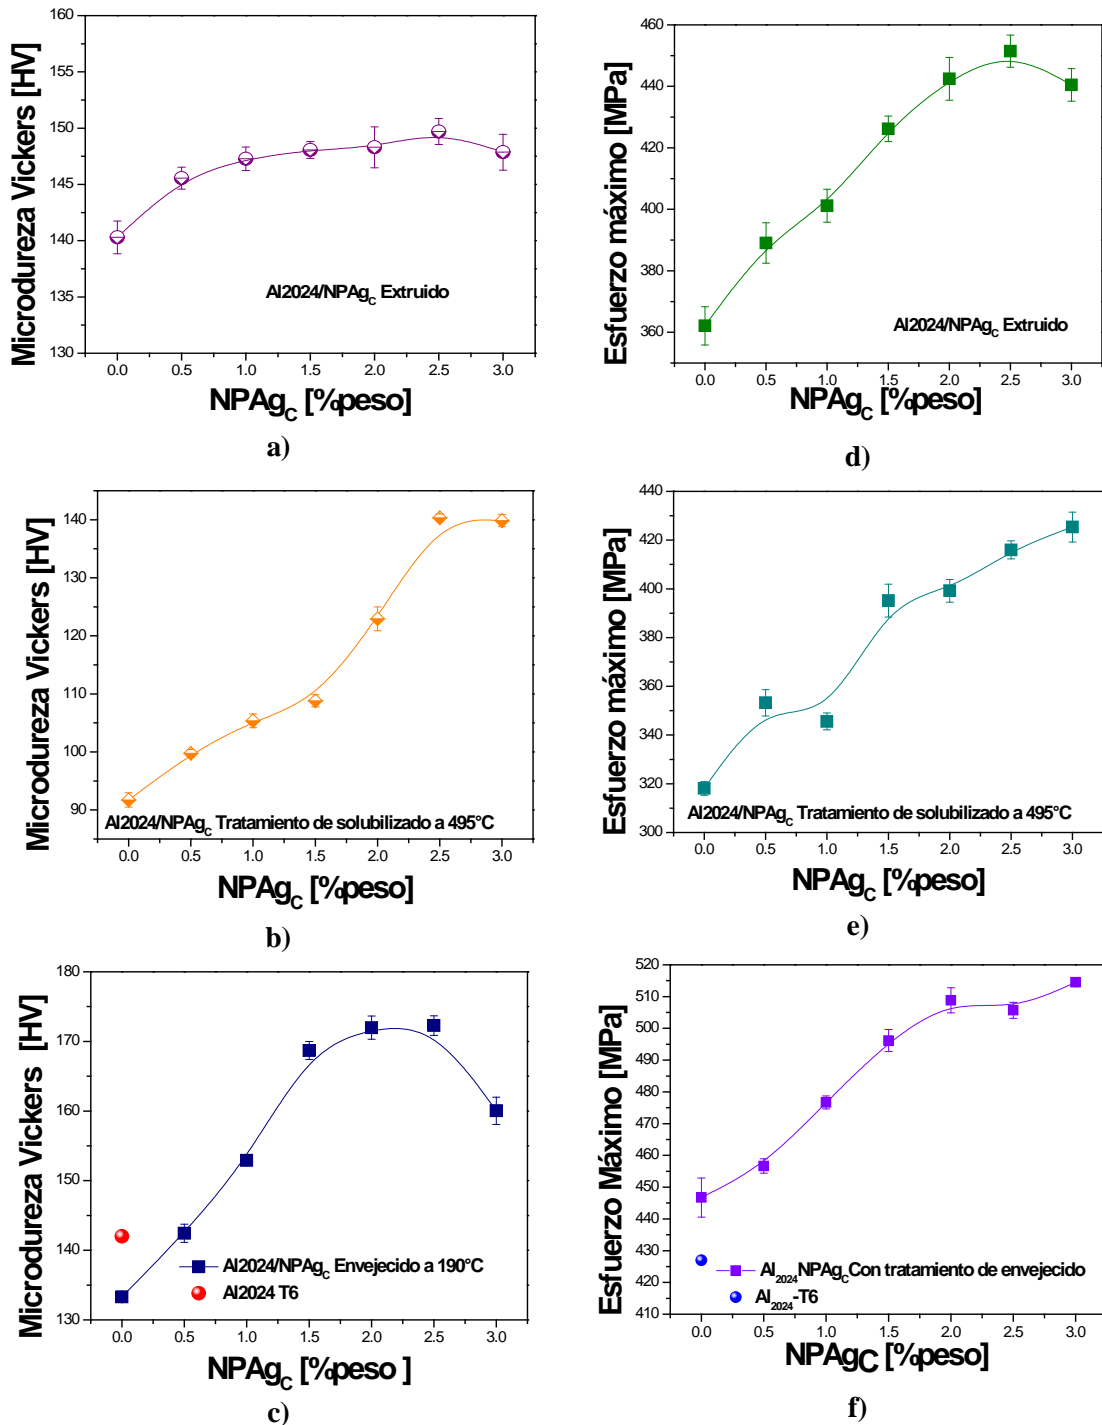 160
155
150
145
140
135
130
Microdureza Vickers [HV]
Al2024/NPAgC Extruido
0.0 0.5 1.0 1.5 2.0 2.5 3.0
NPAgC [%peso]
a)
460
440
420
400
380
360
Esfuerzo máximo [MPa]
Al2024/NPAgC Extruido
0.0 0.5 1.0 1.5 2.0 2.5 3.0
NPAgC [%peso]
d)
140
130
120
110
100
90
Microdureza Vickers [HV]
Al2024/NPAgC Tratamiento de solubilizado a 495°C
0.0 0.5 1.0 1.5 2.0 2.5 3.0
NPAgC [%peso]
b)
440
420
400
380
360
340
320
300
Esfuerzo máximo [MPa]
Al2024/NPAgC Tratamiento de solubilizado a 495°C
0.0 0.5 1.0 1.5 2.0 2.5 3.0
NPAgC [%peso]
e)
180
170
160
150
140
130
Microdureza Vickers [HV]
Al2024/NPAgC Envejecido a 190°C
Al2024 T6
0.0 0.5 1.0 1.5 2.0 2.5 3.0
NPAgC [%peso ]
c)
520
510
500
490
480
470
460
450
440
430
420
410
Esfuerzo Máximo [MPa]
Al2024NPAgCCon tratamiento de envejecido
Al2024-T6
0.0 0.5 1.0 1.5 2.0 2.5 3.0
NPAgC [%peso]
f)